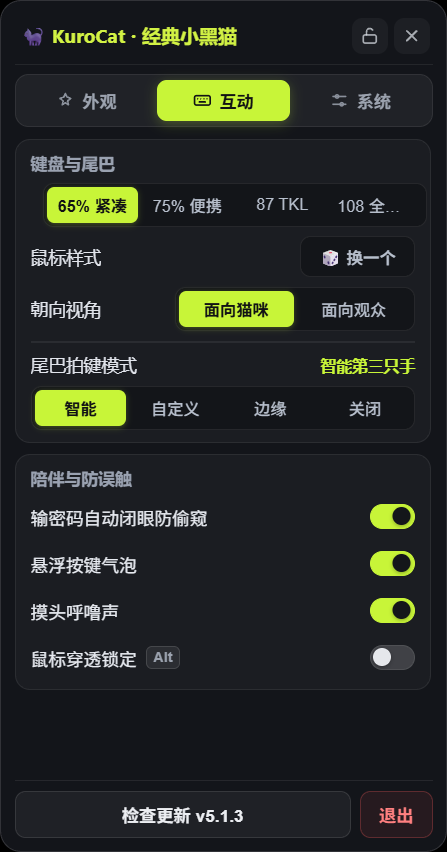 KuroCat · 经典小黑猫
外观 互动 系统
键盘与尾巴
65% 紧凑 75% 便携 87 TKL 108 全...
鼠标样式 换一个
朝向视角 面向猫咪 面向观众
尾巴拍键模式 智能第三只手
智能 自定义 边缘 关闭
陪伴与防误触
输密码自动闭眼防偷窥
悬浮按键气泡
摸头呼噜声
鼠标穿透锁定 Alt
检查更新 v5.1.3 退出